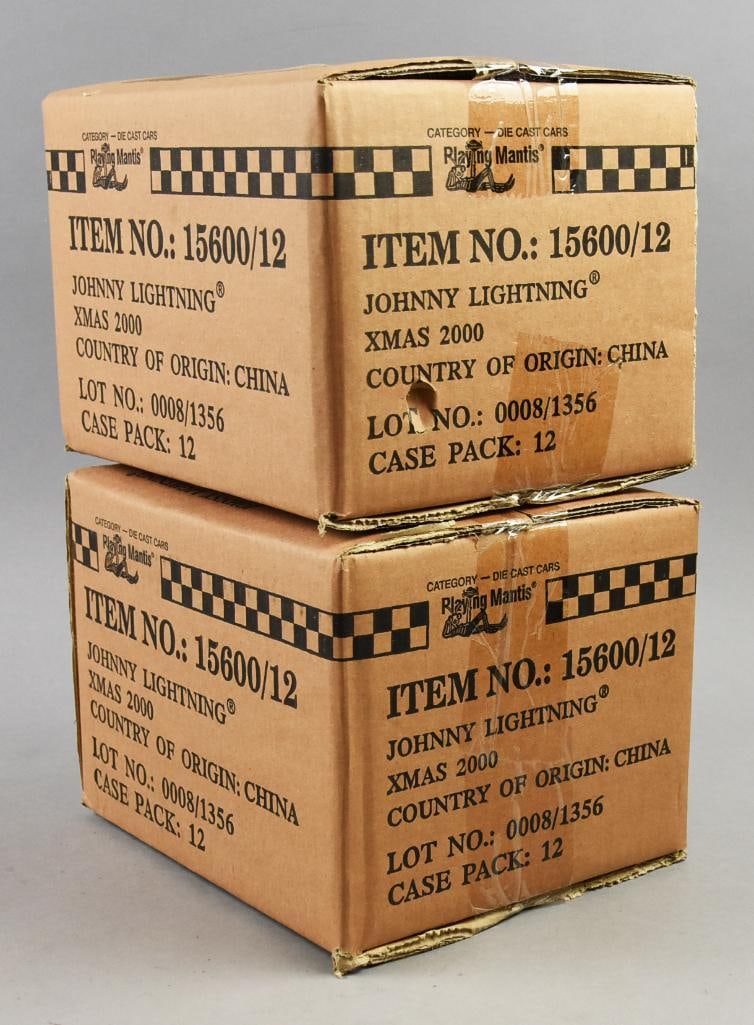 CATEGORY — DIE CAST CARS
Playing Mantis®
ITEM NO.: 15600/12
JOHNNY LIGHTNING®
XMAS 2000
COUNTRY OF ORIGIN: CHINA
LOT NO.: 0008/1356
CASE PACK: 12
CATEGORY — DIE CAST CARS
Playing Mantis®
ITEM NO.: 15600/12
JOHNNY LIGHTNING®
XMAS 2000
COUNTRY OF ORIGIN: CHINA
LOT NO.: 0008/1356
CASE PACK: 12
CATEGORY — DIE CAST CARS
Playing Mantis®
ITEM NO.: 15600/12
JOHNNY LIGHTNING®
XMAS 2000
COUNTRY OF ORIGIN: CHINA
LOT NO.: 0008/1356
CASE PACK: 12
CATEGORY — DIE CAST CARS
Playing Mantis®
ITEM NO.: 15600/12
JOHNNY LIGHTNING®
XMAS 2000
COUNTRY OF ORIGIN: CHINA
LOT NO.: 0008/1356
CASE PACK: 12